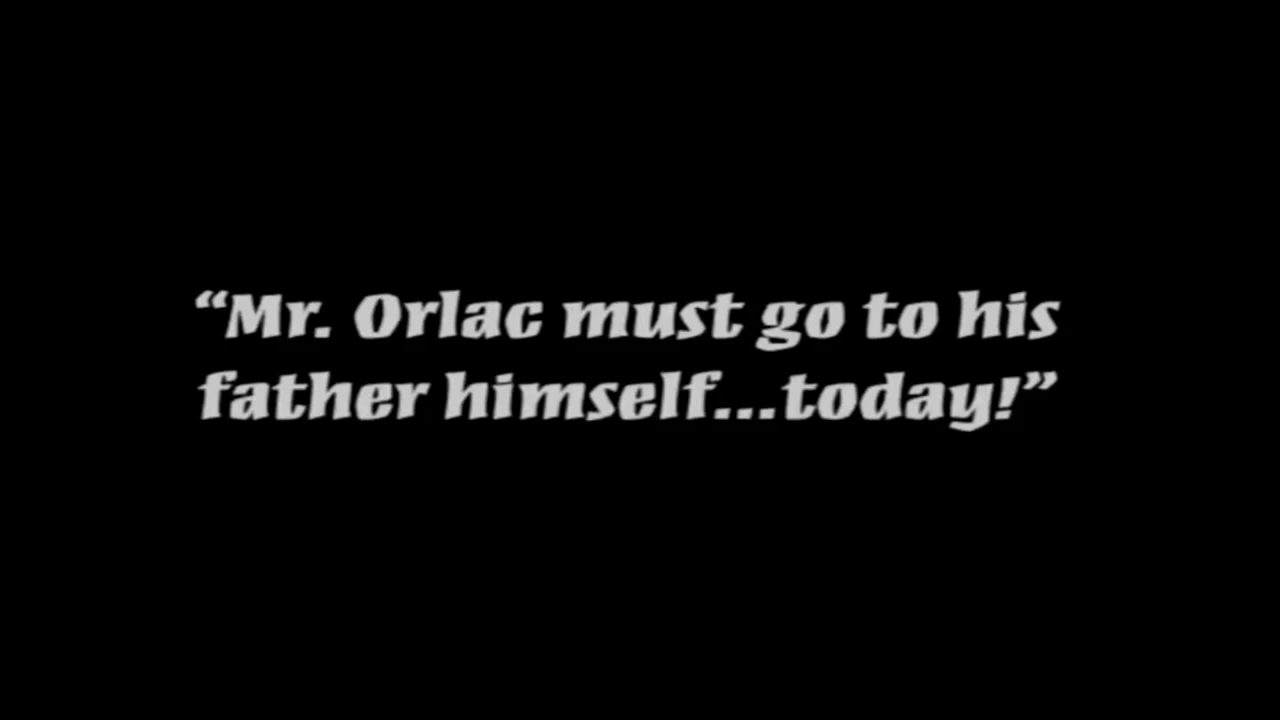 “Mr. Orlac must go to his
father himself...today!”